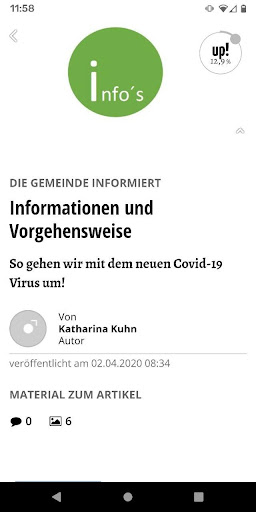 11:58
info´s
up!
12,9 %
DIE GEMEINDE INFORMIERT
Informationen und
Vorgehensweise
So gehen wir mit dem neuen Covid-19
Virus um!
Von
Katharina Kuhn
Autor
veröffentlicht am 02.04.2020 08:34
MATERIAL ZUM ARTIKEL
0 6